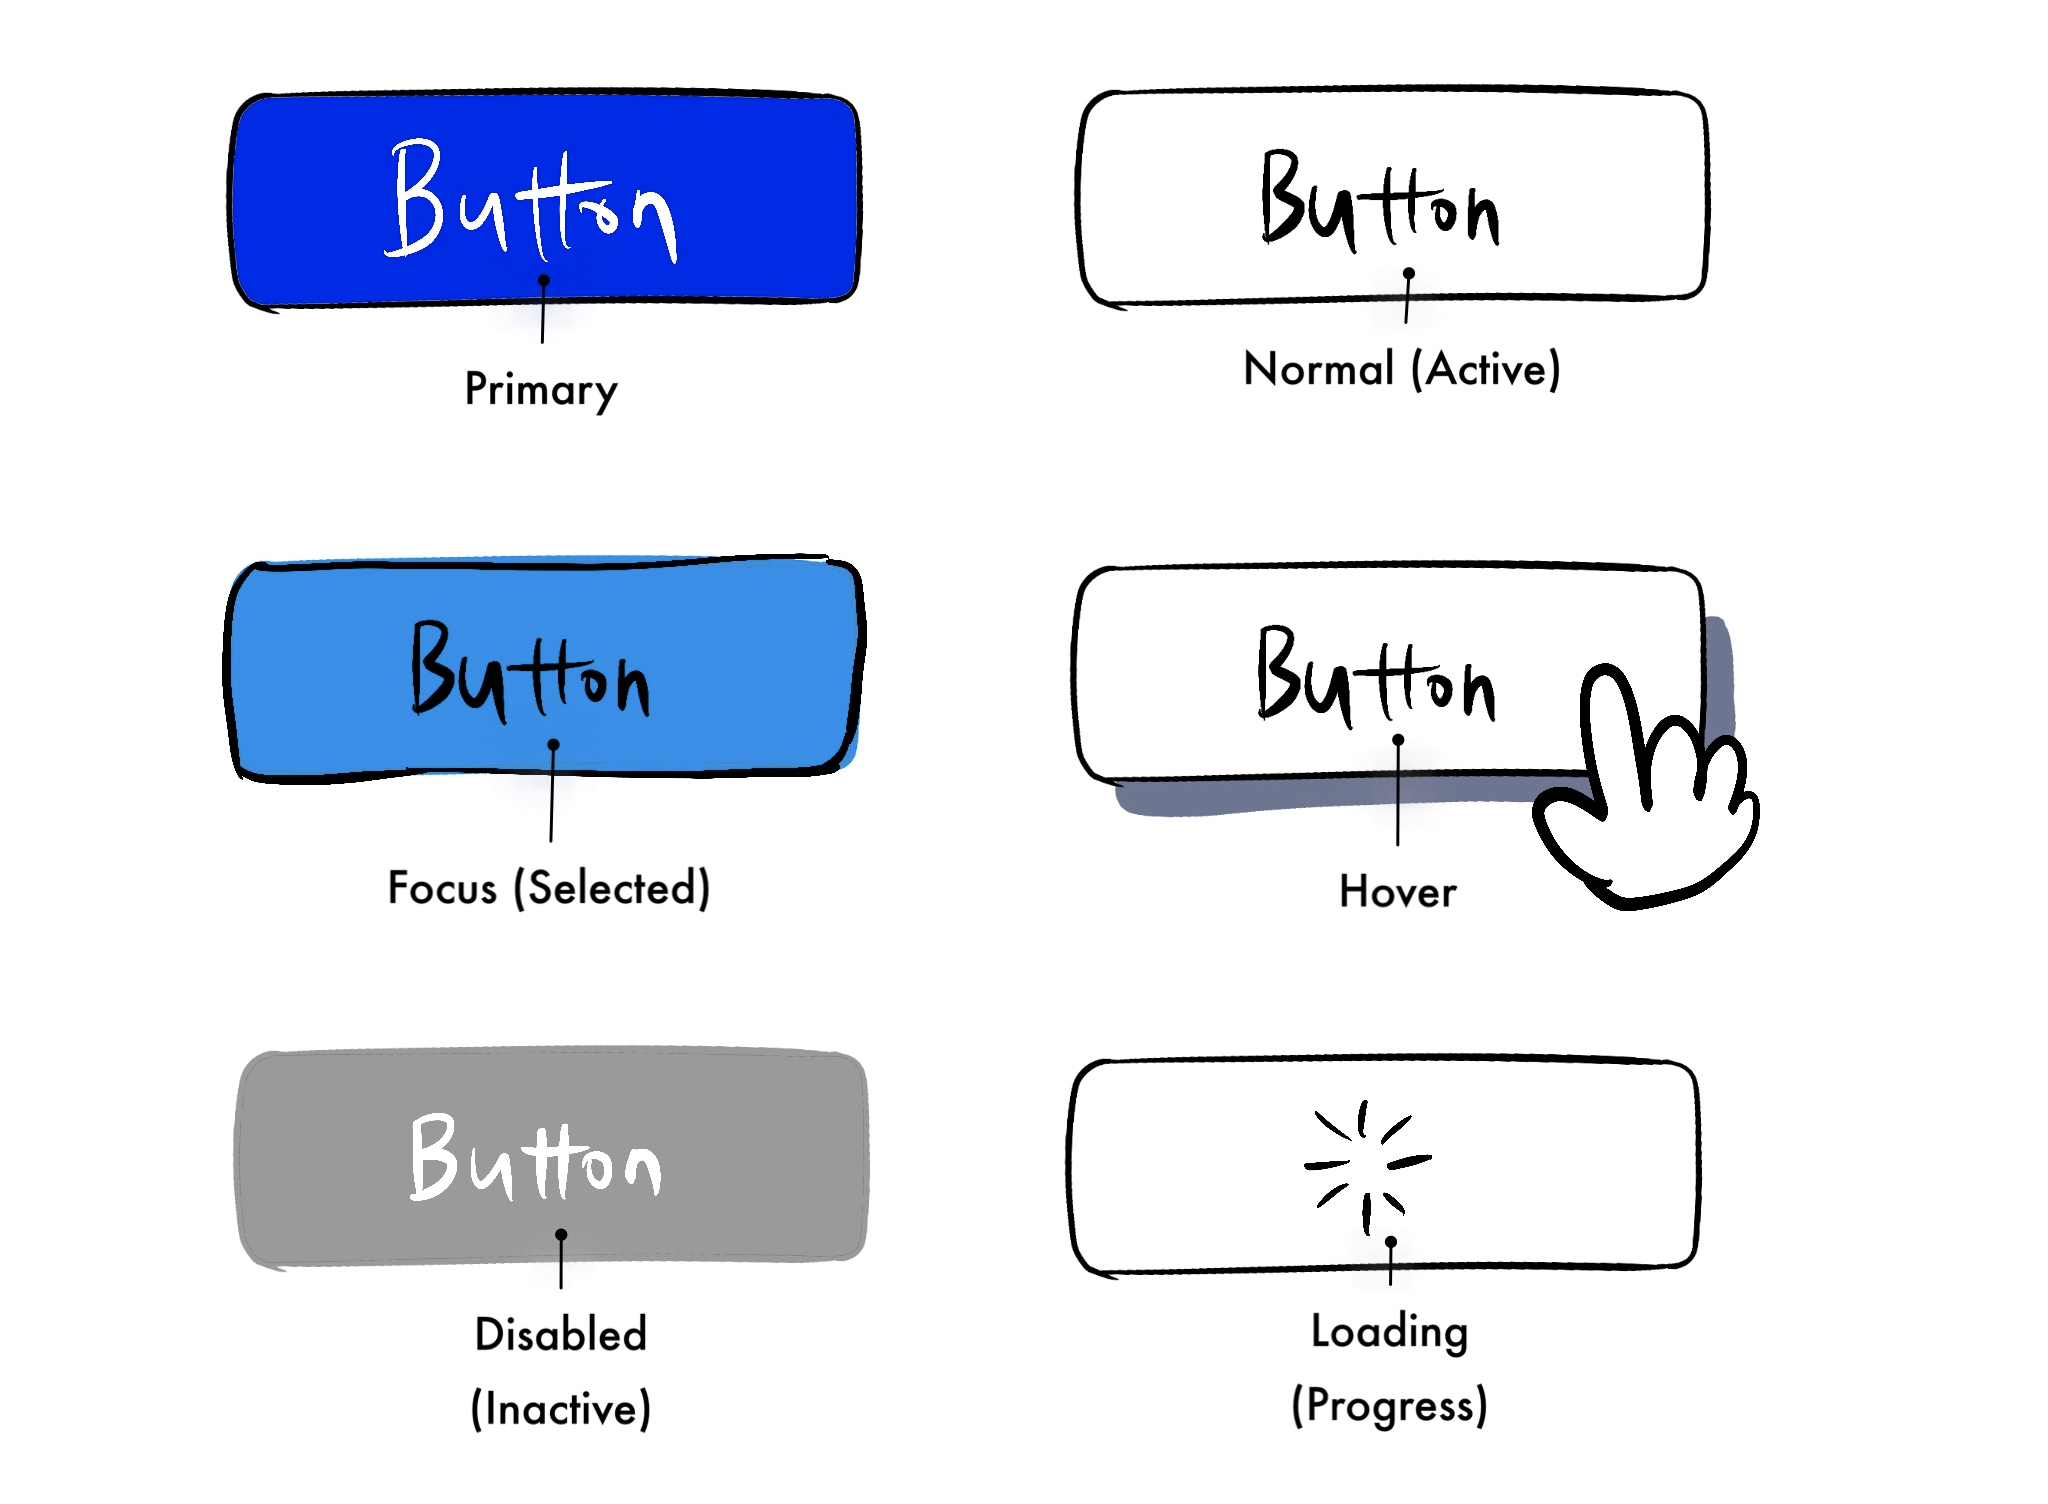 Button
Primary
Button
Normal (Active)
Button
Focus (Selected)
Button
Hover
Button
Disabled
(Inactive)
Loading
(Progress)